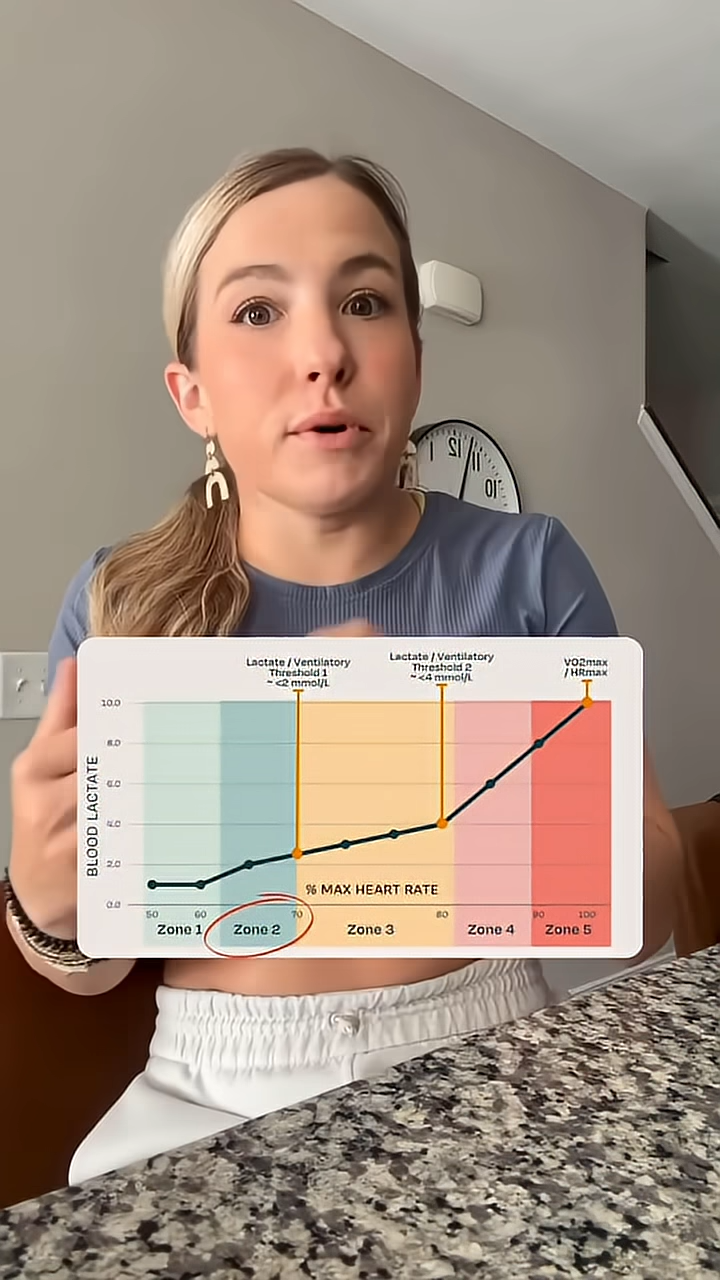 Lactate / Ventilatory
Threshold 1
~ <2 mmol/L
Lactate / Ventilatory
Threshold 2
~ <4 mmol/L
VO2max
/ HRmax
10.0
8.0
6.0
4.0
2.0
0.0
BLOOD LACTATE
% MAX HEART RATE
50 60 70 80 90 100
Zone 1 Zone 2 Zone 3 Zone 4 Zone 5
1 12 11 10